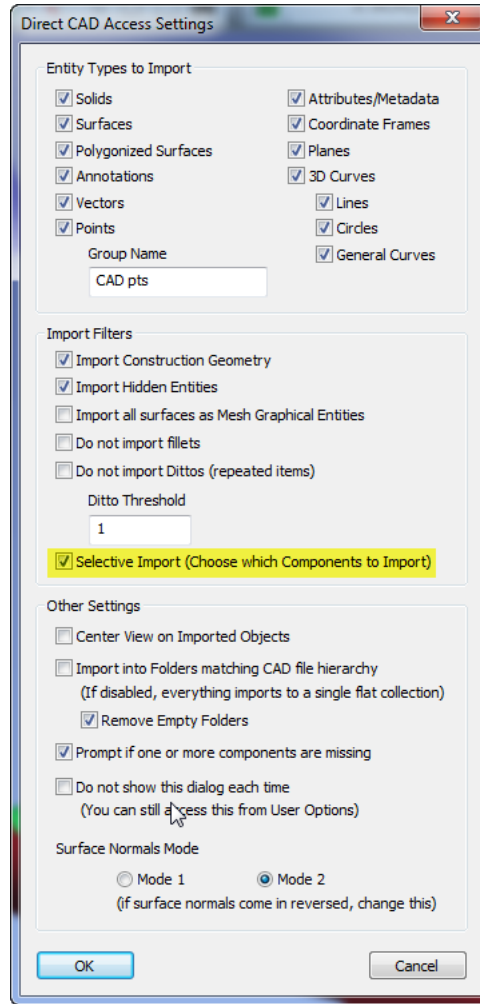 Direct CAD Access Settings
Entity Types to Import
Solids
Attributes/Metadata
Surfaces
Coordinate Frames
Polygonized Surfaces
Planes
Annotations
3D Curves
Vectors
Lines
Points
Circles
Group Name
General Curves
CAD pts
Import Filters
Import Construction Geometry
Import Hidden Entities
Import all surfaces as Mesh Graphical Entities
Do not import fillets
Do not import Dittos (repeated items)
Ditto Threshold
1
Selective Import (Choose which Components to Import)
Other Settings
Center View on Imported Objects
Import into Folders matching CAD file hierarchy
(If disabled, everything imports to a single flat collection)
Remove Empty Folders
Prompt if one or more components are missing
Do not show this dialog each time
(You can still access this from User Options)
Surface Normals Mode
Mode 1
Mode 2
(if surface normals come in reversed, change this)
OK
Cancel